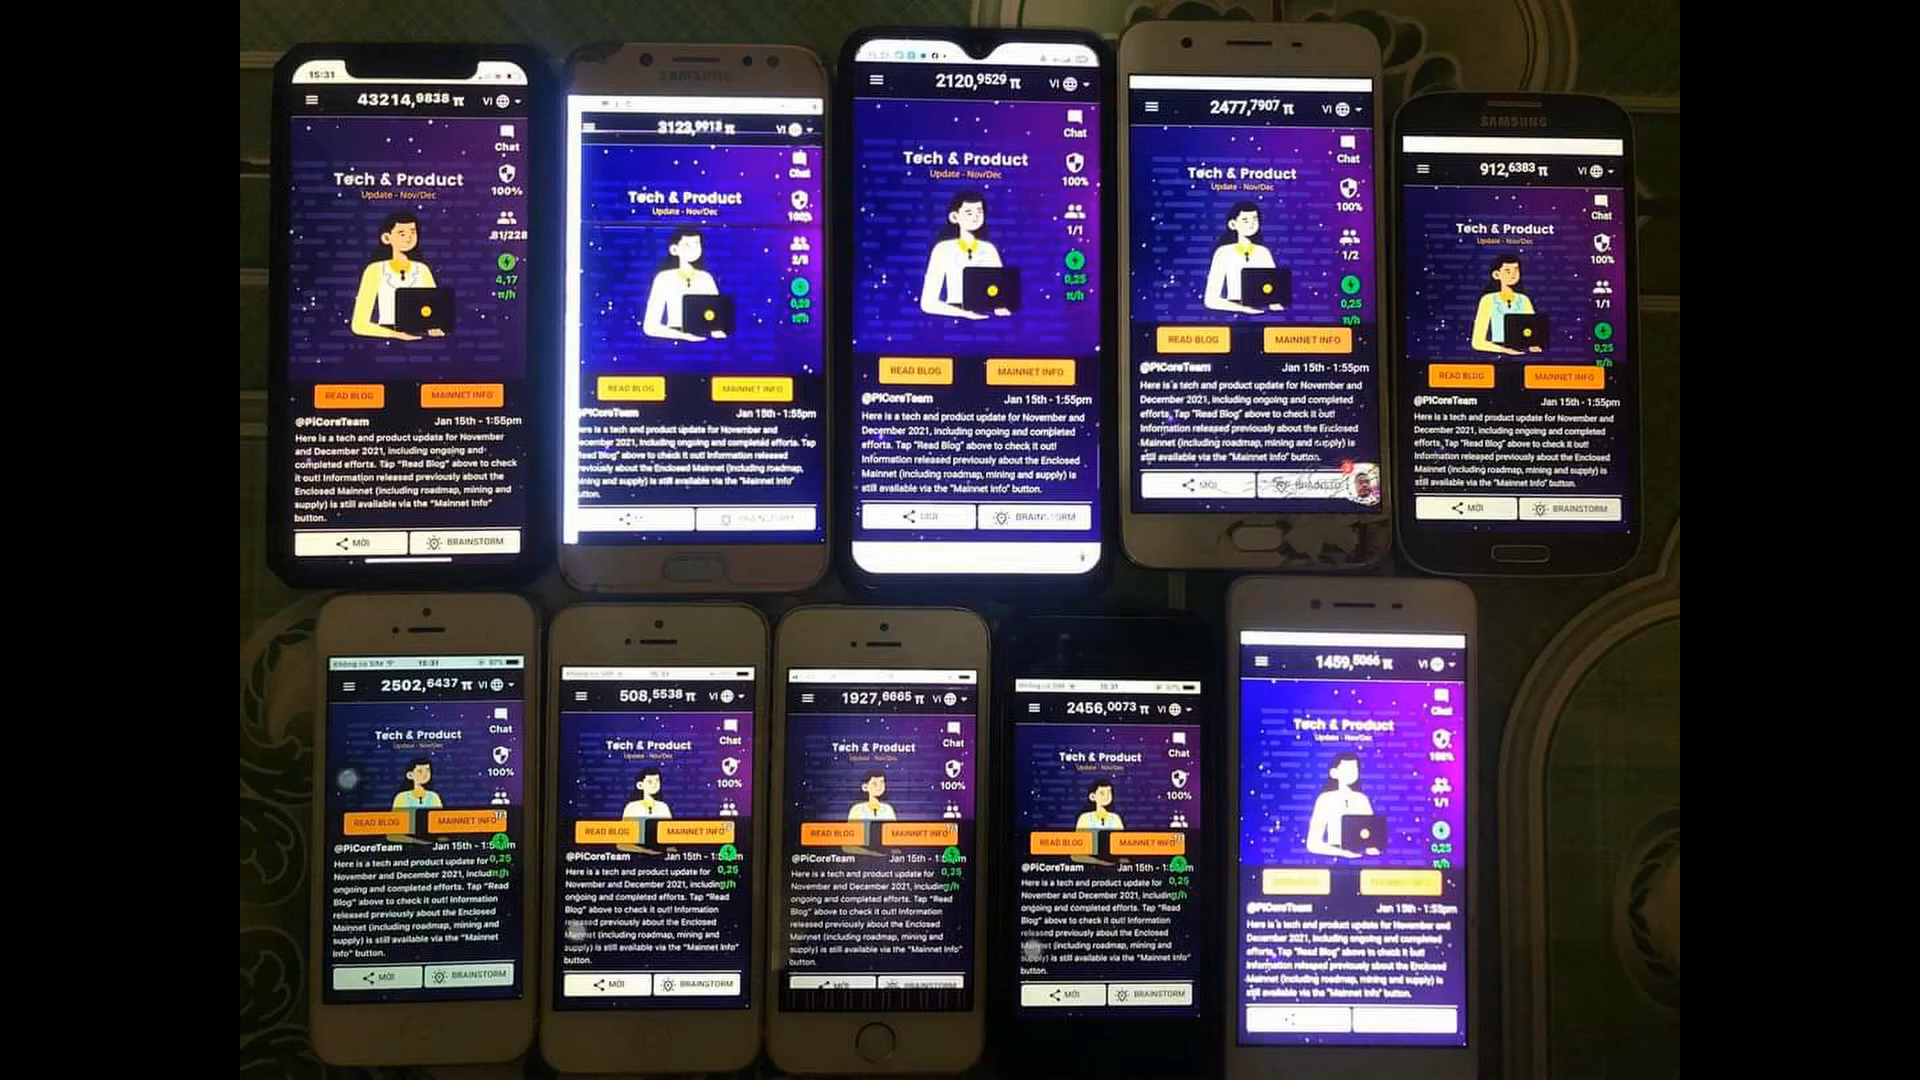 15:31
43214,9838 π VI
Chat
Tech & Product
Update - Nov/Dec
100%
81/228
4,17
π/h
READ BLOG MAINNET INFO
@PiCoreTeam Jan 15th - 1:55pm
Here is a tech and product update for November
and December 2021, including ongoing and
completed efforts. Tap "Read Blog" above to check
it out! Information released previously about the
Enclosed Mainnet (including roadmap, mining and
supply) is still available via the "Mainnet Info"
button.
MỜI BRAINSTORM
SAMSUNG
3123,9913 π VI
Chat
Tech & Product
Update - Nov/Dec
100%
π/h
READ BLOG MAINNET INFO
@PiCoreTeam Jan 15th - 1:55pm
ere is a tech and product update for November and
ecember 2021, including ongoing and completed efforts. Tap
ead Blog" above to check it out! Information released
reviously about the Enclosed Mainnet (including roadmap,
ining and supply) is still available via the "Mainnet Info"
utton.
M BRAINSTORM
2120,9529 π VI
Chat
Tech & Product
Update - Nov/Dec
100%
1/1
0,25
π/h
READ BLOG MAINNET INFO
@PiCoreTeam Jan 15th - 1:55pm
Here is a tech and product update for November and
December 2021, including ongoing and completed
efforts. Tap "Read Blog" above to check it out!
Information released previously about the Enclosed
Mainnet (including roadmap, mining and supply) is
still available via the "Mainnet Info" button.
MỜI BRAINSTORM
2477,7907 π VI
Chat
Tech & Product
Update - Nov/Dec
100%
1/2
0,25
π/h
READ BLOG MAINNET INFO
@PiCoreTeam Jan 15th - 1:55pm
Here is a tech and product update for November and
December 2021, including ongoing and completed
efforts. Tap "Read Blog" above to check it out!
Information released previously about the Enclosed
Mainnet (including roadmap, mining and supply) is
still available via the "Mainnet Info" button.
MỜI BRAINSTO
SAMSUNG
912,6383 π VI
Chat
Tech & Product
Update - Nov/Dec
100%
1/1
0,25
π/h
READ BLOG MAINNET INFO
@PiCoreTeam Jan 15th - 1:55pm
Here is a tech and product update for November and
December 2021, including ongoing and completed
efforts. Tap "Read Blog" above to check it out!
Information released previously about the Enclosed
Mainnet (including roadmap, mining and supply) is
still available via the "Mainnet Info" button.
MỜI BRAINSTORM
Không có SIM 15:31 87%
2502,6437 π VI
Chat
Tech & Product
Update - Nov/Dec
100%
READ BLOG MAINNET INFO
@PiCoreTeam Jan 15th - 1:55pm
0,25
Here is a tech and product update for
November and December 2021, includ π/h
ongoing and completed efforts. Tap "Read
Blog" above to check it out! Information
released previously about the Enclosed
Mainnet (including roadmap, mining and
supply) is still available via the "Mainnet
Info" button.
MỜI BRAINSTORM
508,5538 π VI
Chat
Tech & Product
Update - Nov/Dec
100%
READ BLOG MAINNET INFO
@PiCoreTeam Jan 15th - 1:55pm
0,25
Here is a tech and product update for
November and December 2021, including π/h
ongoing and completed efforts. Tap "Read
Blog" above to check it out! Information
released previously about the Enclosed
Mainnet (including roadmap, mining and
supply) is still available via the "Mainnet Info"
button.
MỜI BRAINSTORM
1927,6665 π VI
Chat
Tech & Product
Update - Nov/Dec
100%
READ BLOG MAINNET INFO
@PiCoreTeam Jan 15th - 1:55pm
0,25
Here is a tech and product update for
November and December 2021, including π/h
ongoing and completed efforts. Tap "Read
Blog" above to check it out! Information
released previously about the Enclosed
Mainnet (including roadmap, mining and
supply) is still available via the "Mainnet Info"
button.
MỜI BRAINSTORM
Không có SIM 15:31
2456,0073 π VI
Chat
Tech & Product
Update - Nov/Dec
100%
READ BLOG MAINNET INFO
@PiCoreTeam Jan 15th - 1:55pm
0,25
Here is a tech and product update for
November and December 2021, including π/h
ongoing and completed efforts. Tap "Read
Blog" above to check it out! Information
released previously about the Enclosed
Mainnet (including roadmap, mining and
supply) is still available via the "Mainnet Info"
button.
MỜI BRAINSTORM
1459,5066 π VI
Chat
Tech & Product
Update - Nov/Dec
100%
1/1
0,25
π/h
@PiCoreTeam Jan 15th - 1:55pm
Here is a tech and product update for November and
December 2021, including ongoing and completed
efforts. Tap "Read Blog" above to check it out!
Information released previously about the Enclosed
Mainnet (including roadmap, mining and supply) is
still available via the "Mainnet Info" button.